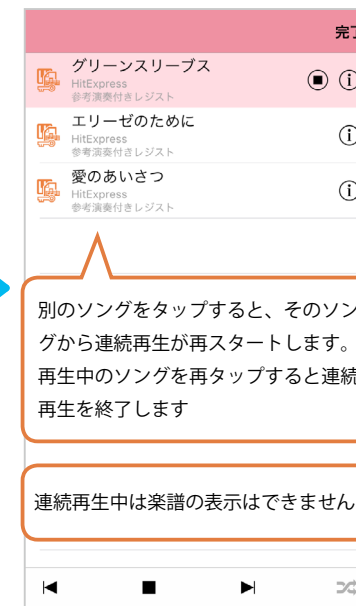 完了
グリーンスリーブス
HitExpress
参考演奏付きレジスト
エリーゼのために
HitExpress
参考演奏付きレジスト
愛のあいさつ
HitExpress
参考演奏付きレジスト
別のソングをタップすると、そのソン
グから連続再生が再スタートします。
再生中のソングを再タップすると連続
再生を終了します
連続再生中は楽譜の表示はできません